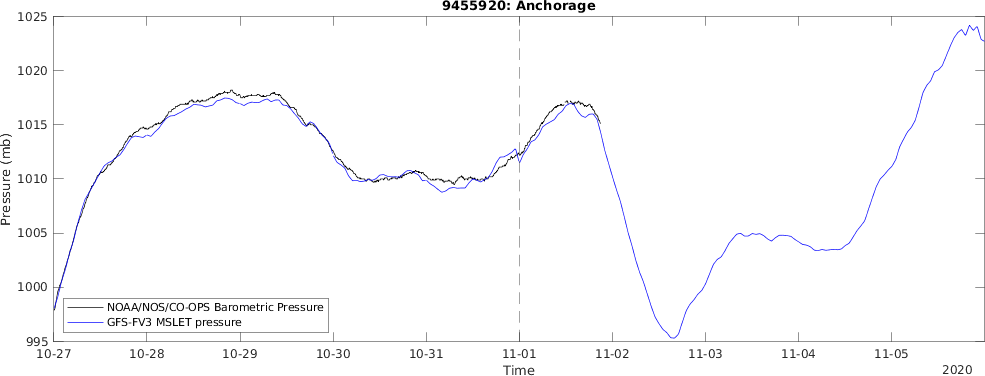 9455920: Anchorage
Pressure (mb)
1025
1020
1015
1010
1005
1000
995
NOAA/NOS/CO-OPS Barometric Pressure
GFS-FV3 MSLET pressure
10-27 10-28 10-29 10-30 10-31 11-01 11-02 11-03 11-04 11-05
Time
2020